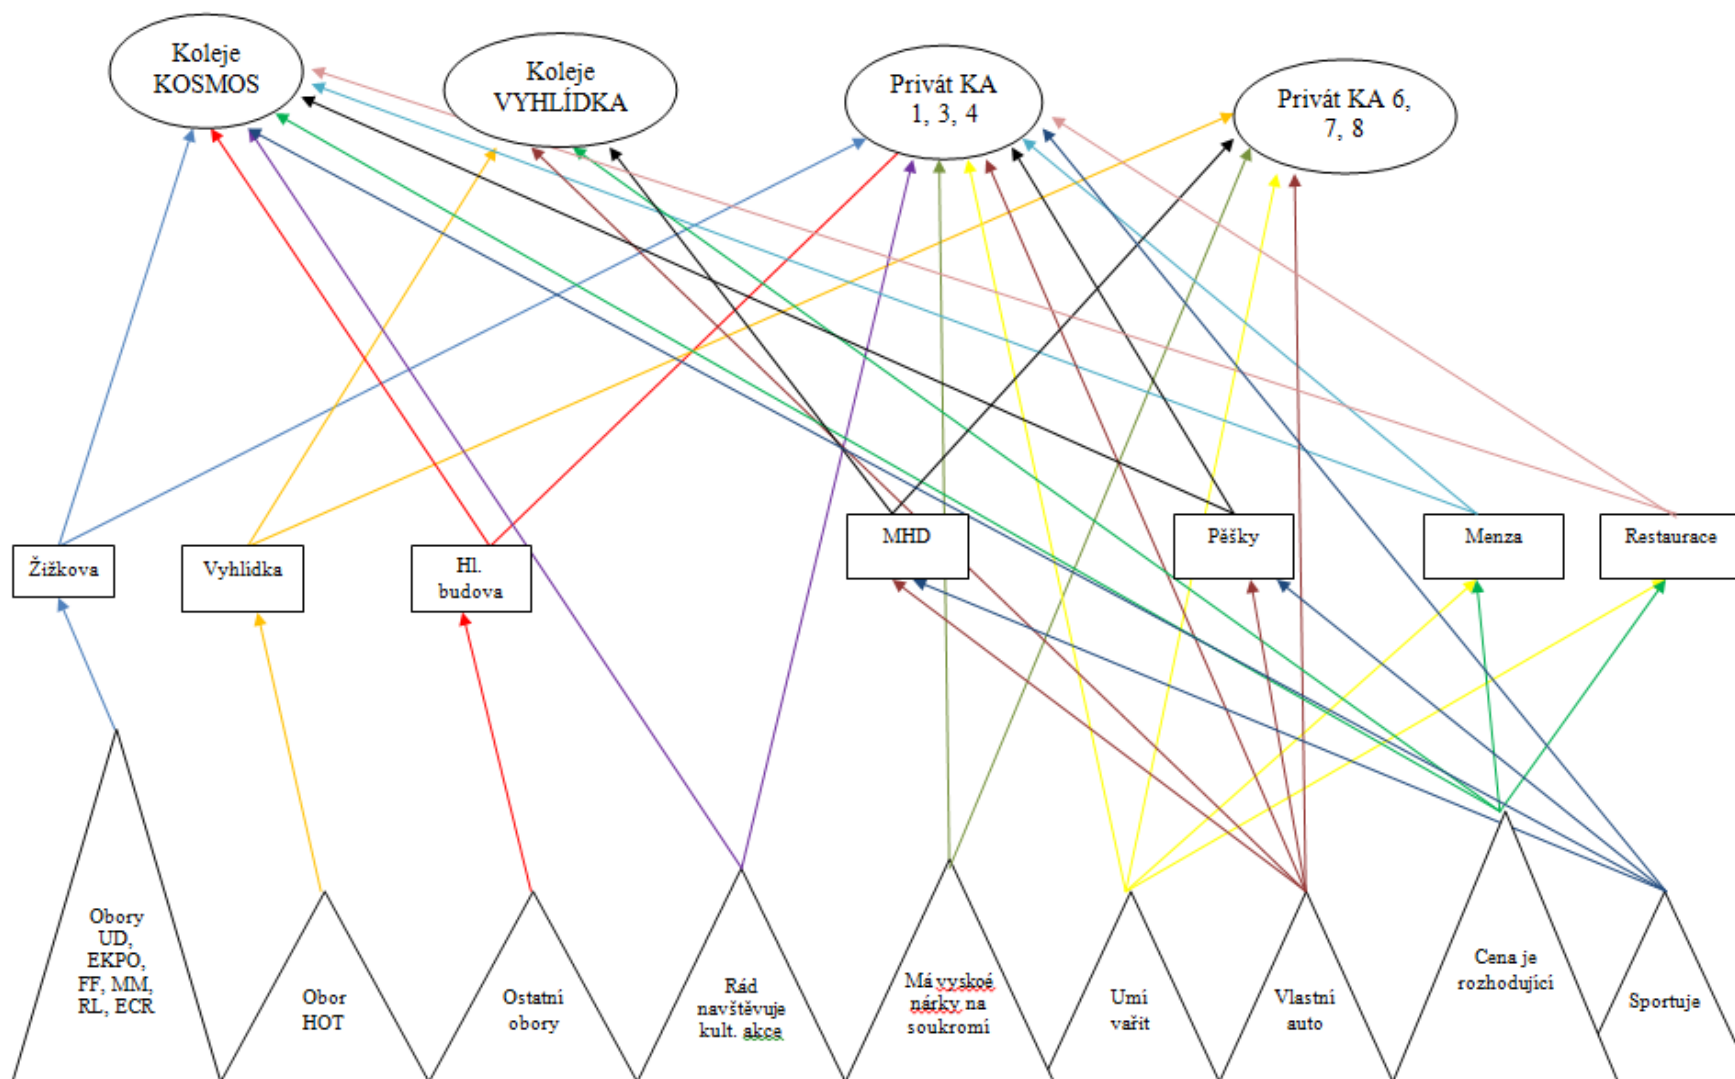 Koleje
KOSMOS
Koleje
VYHLÍDKA
Privát KA
1, 3, 4
Privát KA 6,
7, 8
Žižkova
Vyhlídka
Hl.
budova
MHD
Pěšky
Menza
Restaurace
Obory
UD,
EKPO,
FF, MM,
RL, ECR
Obor
HOT
Ostatní
obory
Rád
navštěvuje
kult. akce
Má vyskoé
nárky na
soukromí
Umí
vařit
Vlastní
auto
Cena je
rozhodující
Sportuje